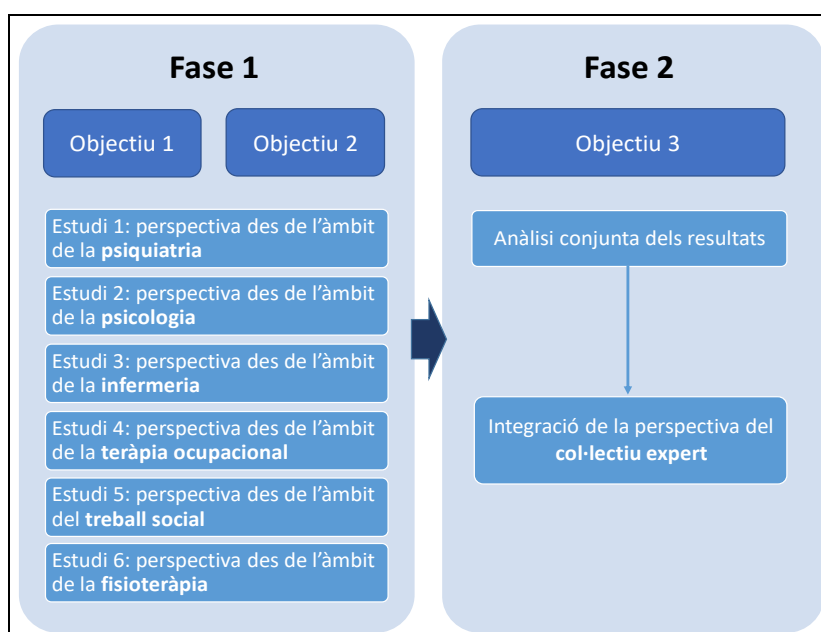 Fase 1
Objectiu 1
Objectiu 2
Estudi 1: perspectiva des de l’àmbit
de la psiquiatria
Estudi 2: perspectiva des de l’àmbit
de la psicologia
Estudi 3: perspectiva des de l’àmbit
de la infermeria
Estudi 4: perspectiva des de l’àmbit
de la teràpia ocupacional
Estudi 5: perspectiva des de l’àmbit
del treball social
Estudi 6: perspectiva des de l’àmbit
de la fisioteràpia
Fase 2
Objectiu 3
Anàlisi conjunta dels resultats
Integració de la perspectiva del
col·lectiu expert